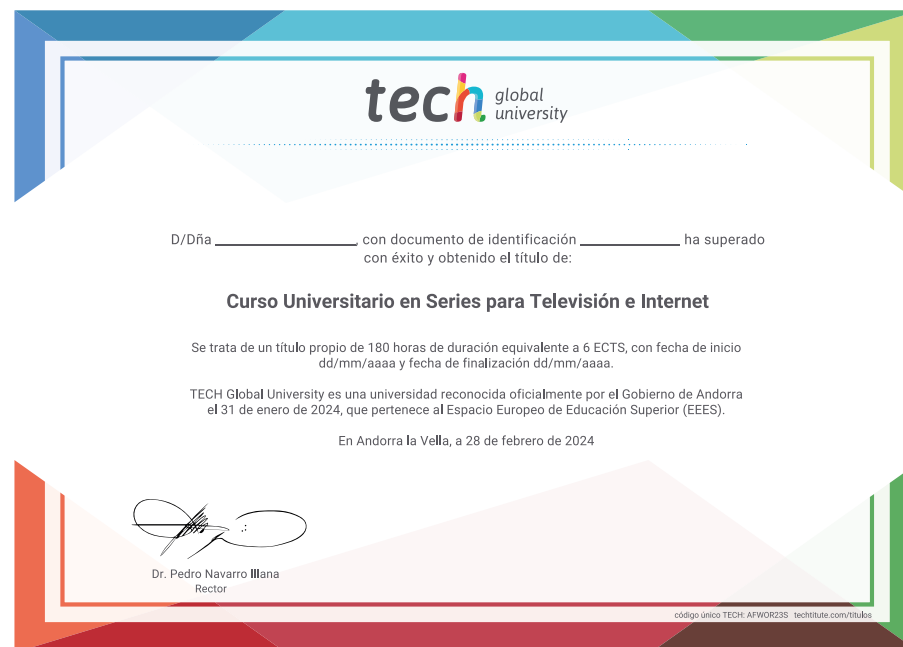 tech global university
D/Dña ______________, con documento de identificación __________ ha superado
con éxito y obtenido el título de:
Curso Universitario en Series para Televisión e Internet
Se trata de un título propio de 180 horas de duración equivalente a 6 ECTS, con fecha de inicio
dd/mm/aaaa y fecha de finalización dd/mm/aaaa.
TECH Global University es una universidad reconocida oficialmente por el Gobierno de Andorra
el 31 de enero de 2024, que pertenece al Espacio Europeo de Educación Superior (EEES).
En Andorra la Vella, a 28 de febrero de 2024
Dr. Pedro Navarro Illana
Rector
código único TECH: AFWOR23S techtitute.com/titulos